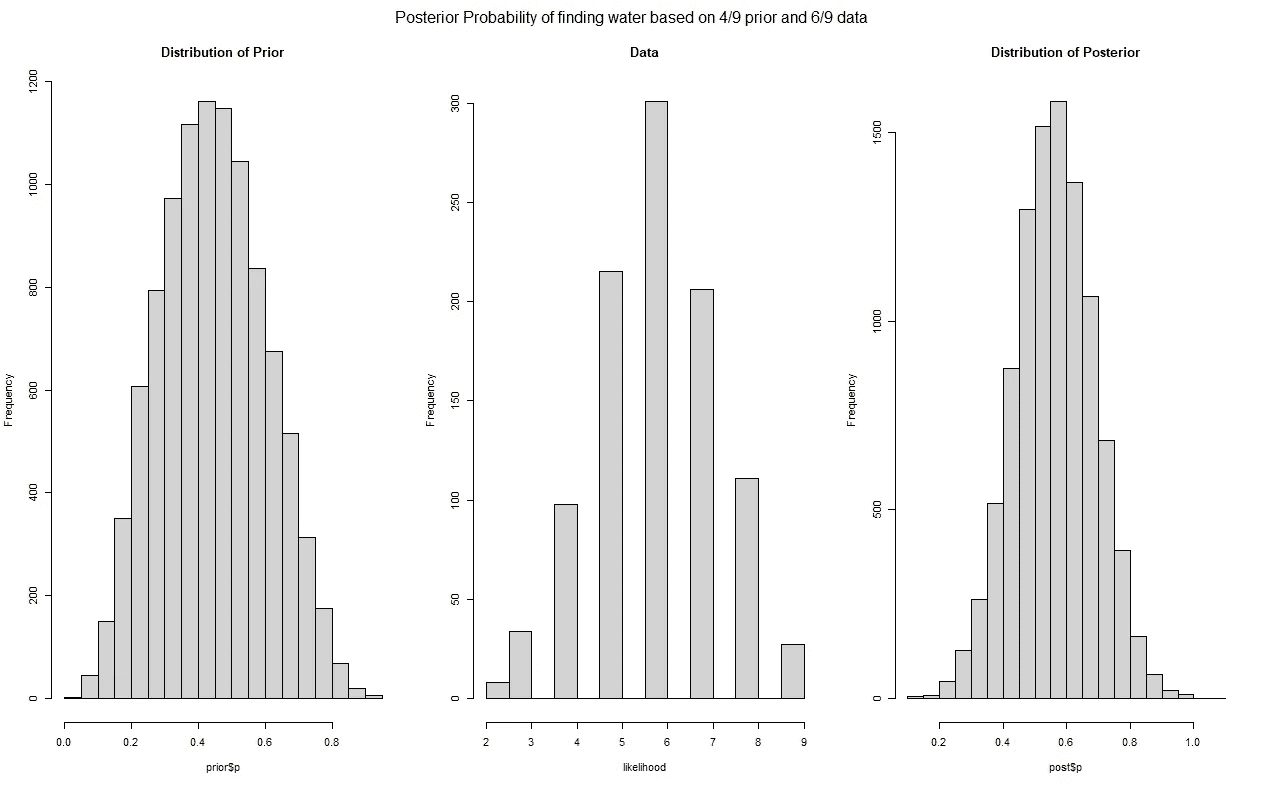 Posterior Probability of finding water based on 4/9 prior and 6/9 data
Distribution of Prior
Frequency
1200
1000
800
600
400
200
0
0.0 0.2 0.4 0.6 0.8
prior$p
Data
Frequency
300
250
200
150
100
50
0
2 3 4 5 6 7 8 9
likelihood
Distribution of Posterior
Frequency
1500
1000
500
0
0.2 0.4 0.6 0.8 1.0
post$p